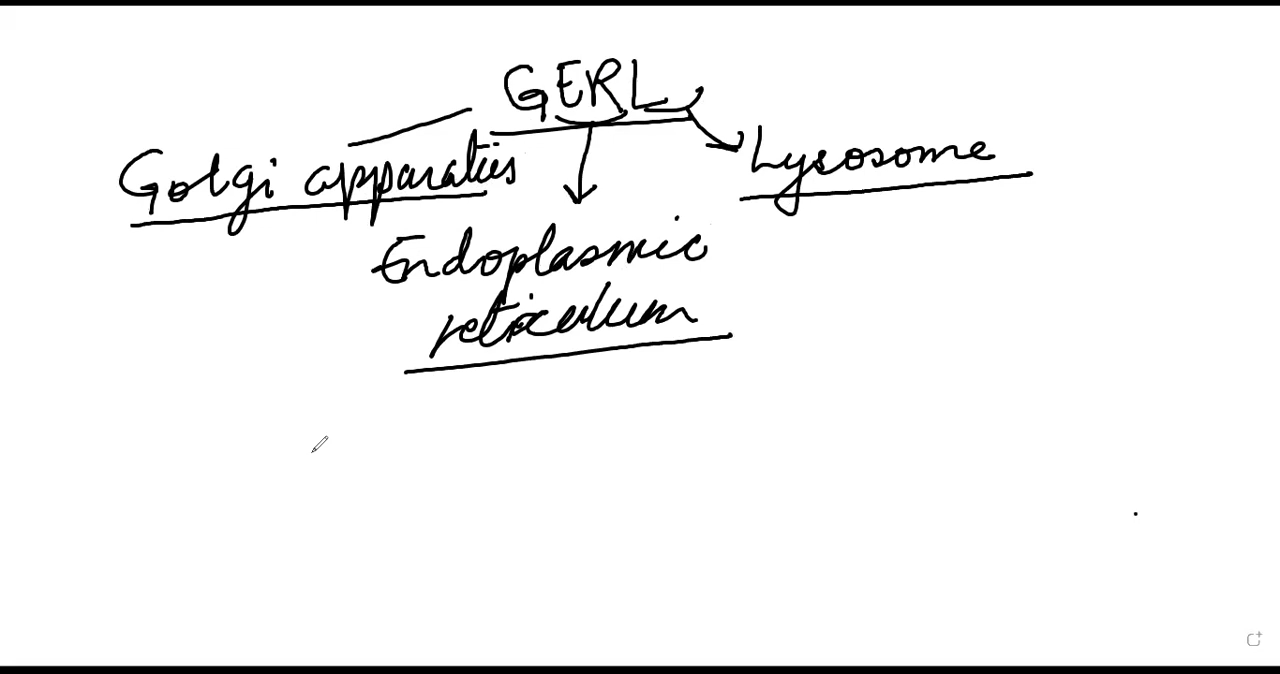 GERL
Golgi apparatus
Lysosome
Endoplasmic
reticulum